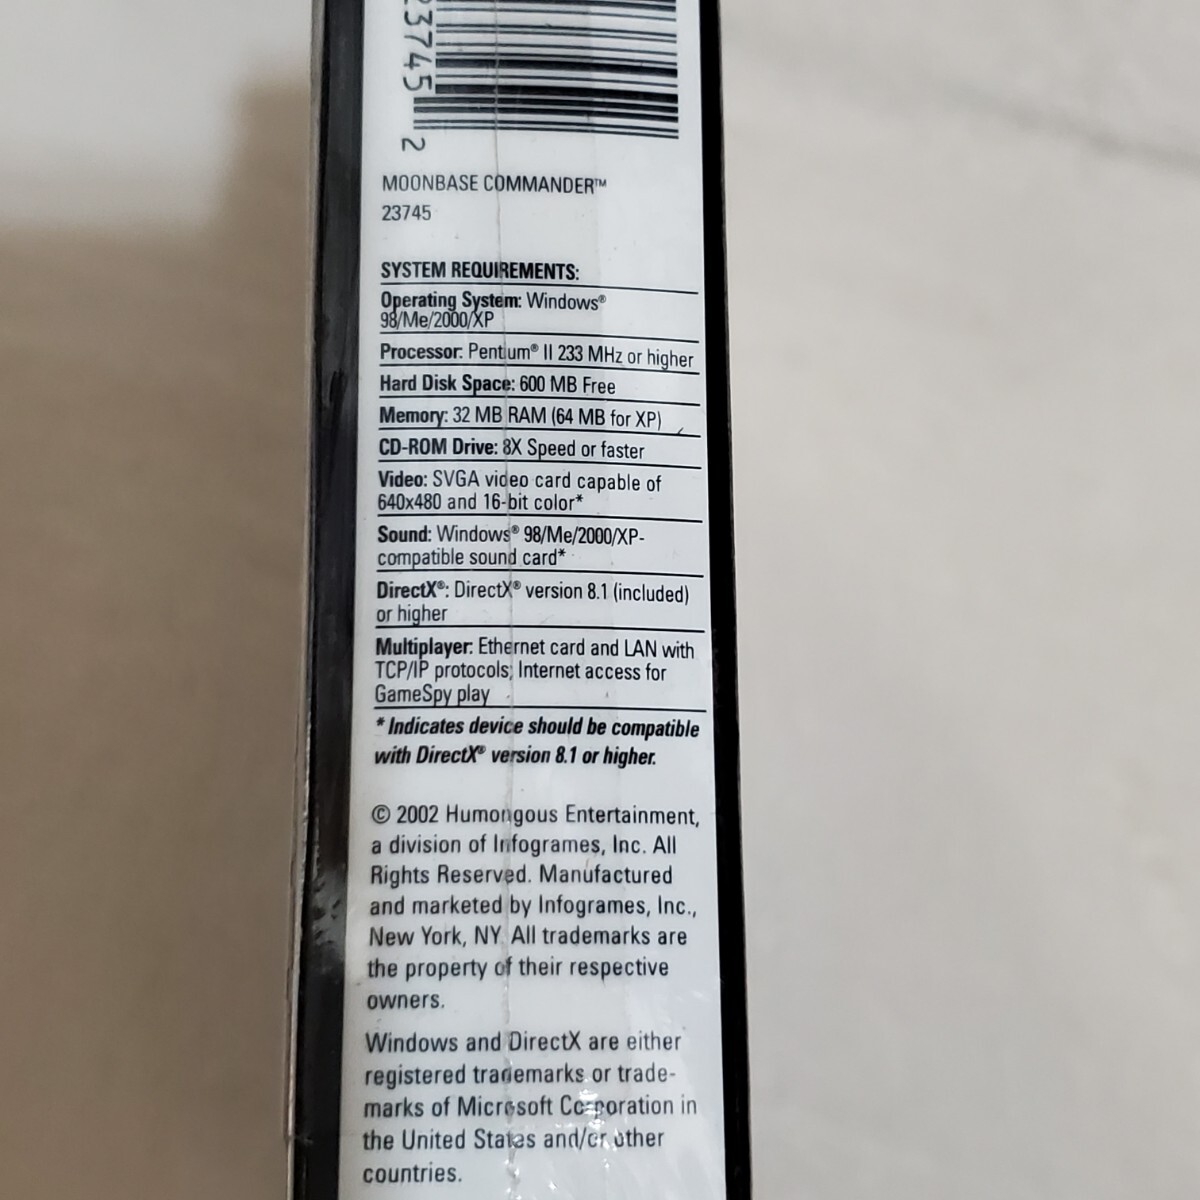 23745
2
MOONBASE COMMANDER™
23745
SYSTEM REQUIREMENTS:
Operating System: Windows®
98/Me/2000/XP
Processor: Pentium® II 233 MHz or higher
Hard Disk Space: 600 MB Free
Memory: 32 MB RAM (64 MB for XP)
CD-ROM Drive: 8X Speed or faster
Video: SVGA video card capable of
640x480 and 16-bit color*
Sound: Windows® 98/Me/2000/XP-
compatible sound card*
DirectX®: DirectX® version 8.1 (included)
or higher
Multiplayer: Ethernet card and LAN with
TCP/IP protocols; Internet access for
GameSpy play
* Indicates device should be compatible
with DirectX® version 8.1 or higher.
© 2002 Humongous Entertainment,
a division of Infogrames, Inc. All
Rights Reserved. Manufactured
and marketed by Infogrames, Inc.,
New York, NY. All trademarks are
the property of their respective
owners.
Windows and DirectX are either
registered trademarks or trade-
marks of Microsoft Corporation in
the United States and/or other
countries.